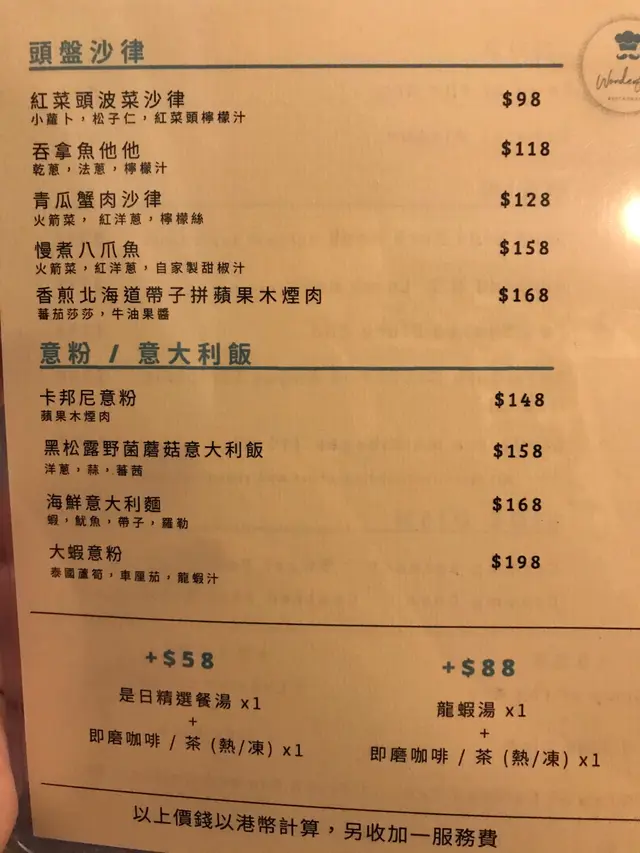 頭盤沙律
紅菜頭波菜沙律 $98
小蘿卜，松子仁，紅菜頭檸檬汁
吞拿魚他他 $118
乾蔥，法蔥，檸檬汁
青瓜蟹肉沙律 $128
火箭菜， 紅洋蔥，檸檬絲
慢煮八爪魚 $158
火箭菜，紅洋蔥，自家製甜椒汁
香煎北海道帶子拼蘋果木煙肉 $168
蕃茄莎莎，牛油果醬
意粉 / 意大利飯
卡邦尼意粉 $148
蘋果木煙肉
黑松露野菌蘑菇意大利飯 $158
洋蔥，蒜，蕃茜
海鮮意大利麵 $168
蝦，魷魚，帶子，羅勒
大蝦意粉 $198
泰國蘆筍，車厘茄，龍蝦汁
+$58
是日精選餐湯 x1
+
即磨咖啡 / 茶 (熱/凍) x1
+$88
龍蝦湯 x1
+
即磨咖啡 / 茶 (熱/凍) x1
以上價錢以港幣計算，另收加一服務費